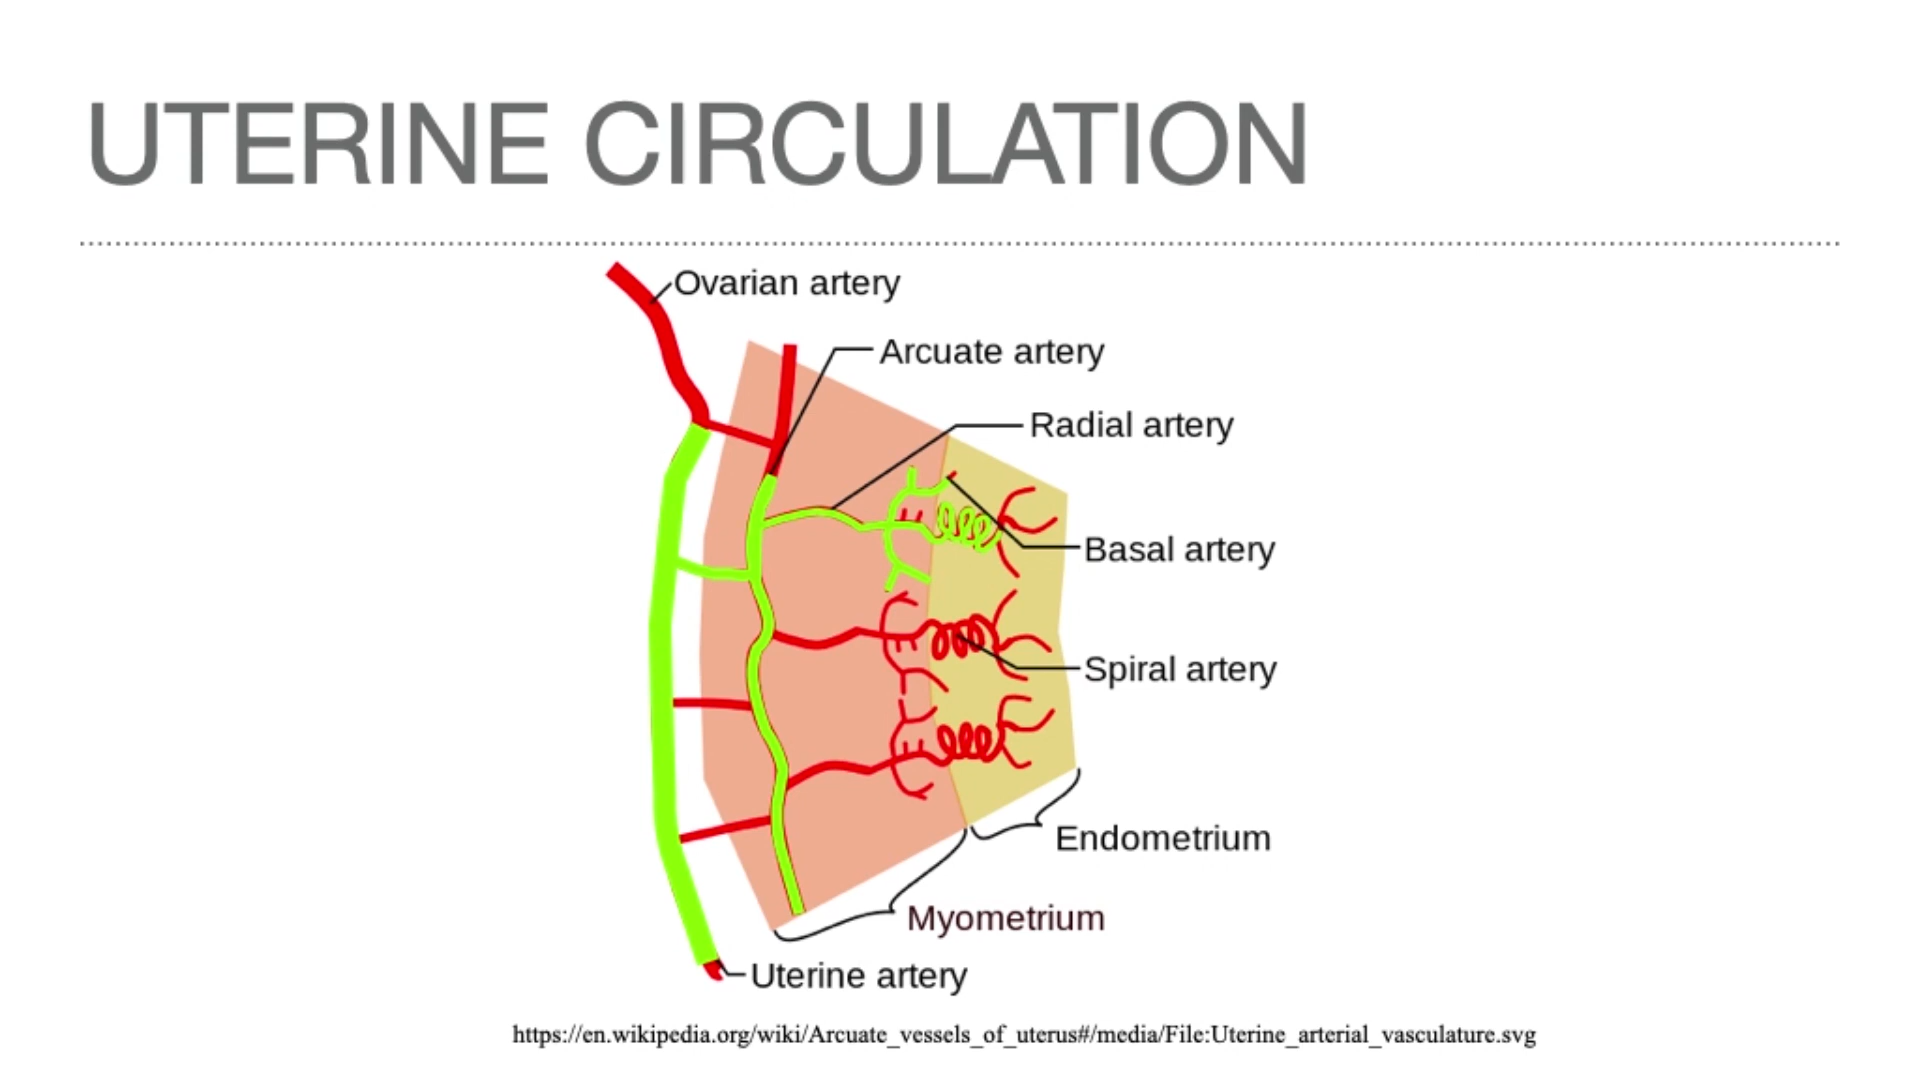 UTERINE CIRCULATION
Ovarian artery
Arcuate artery
Radial artery
Basal artery
Spiral artery
Endometrium
Myometrium
Uterine artery
https://en.wikipedia.org/wiki/Arcuate_vessels_of_uterus#/media/File:Uterine_arterial_vasculature.svg